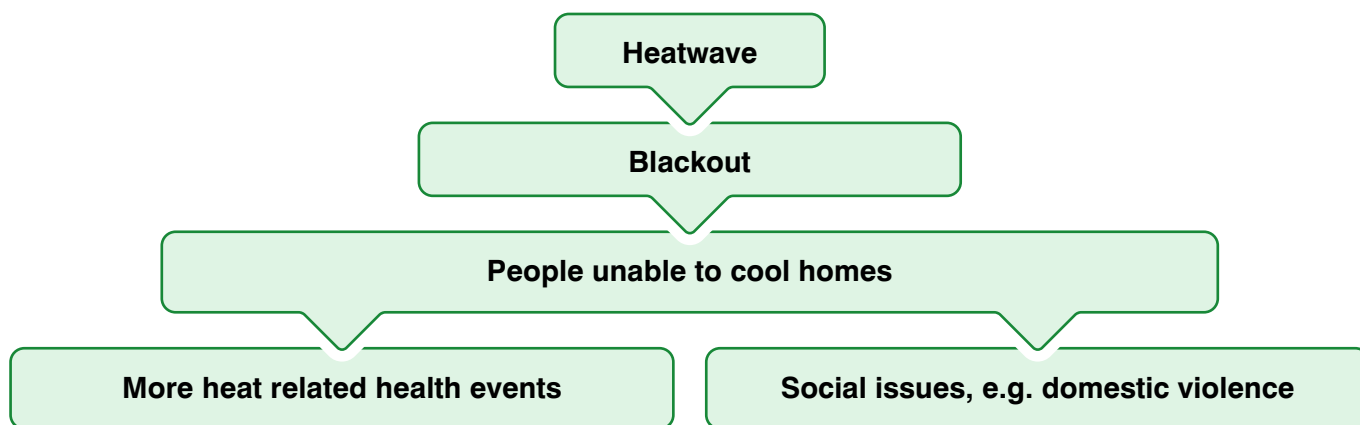 Heatwave
Blackout
People unable to cool homes
More heat related health events
Social issues, e.g. domestic violence